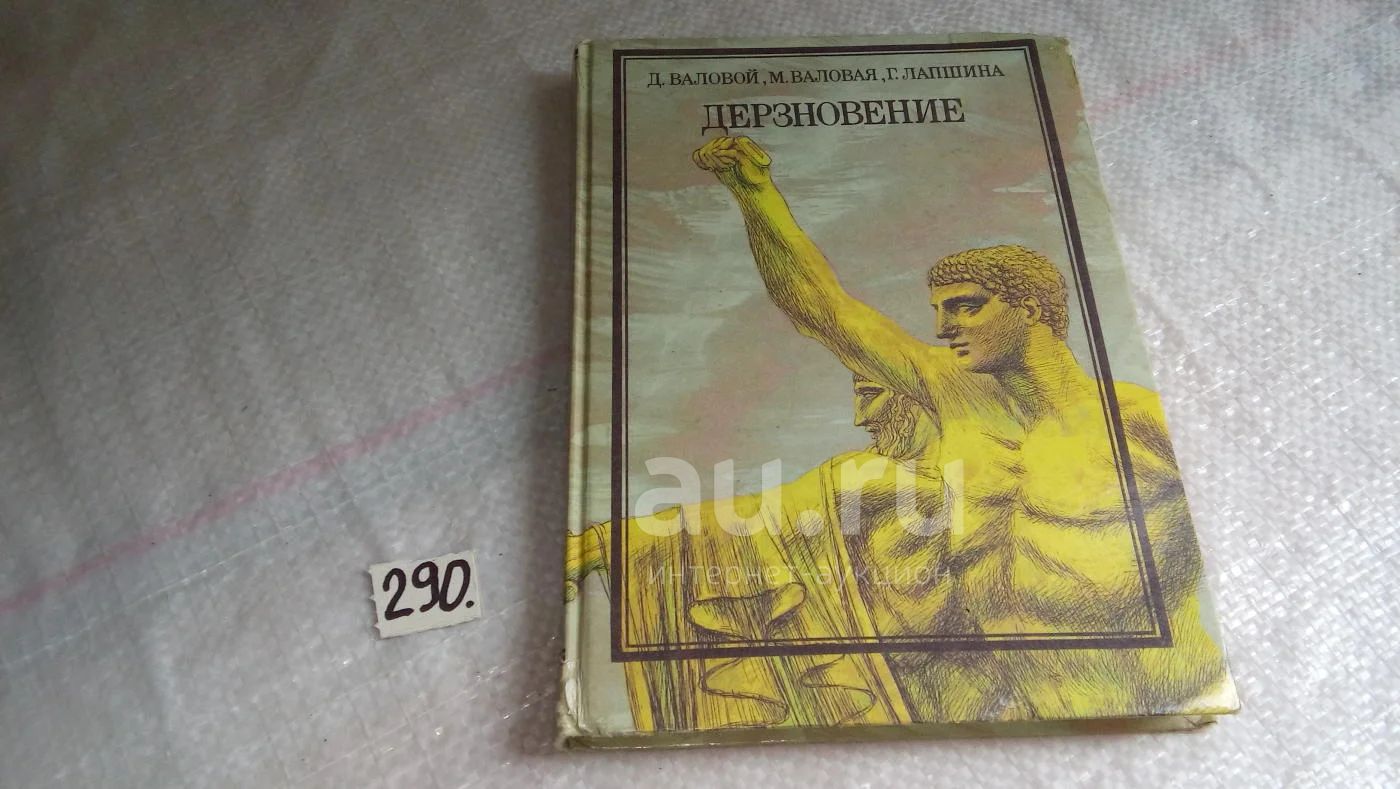 Д. ВАЛОВОЙ, М. ВАЛОВАЯ, Г. ЛАПШИНА
ДЕРЗНОВЕНИЕ
au.ru
интернет-аукцион
290.